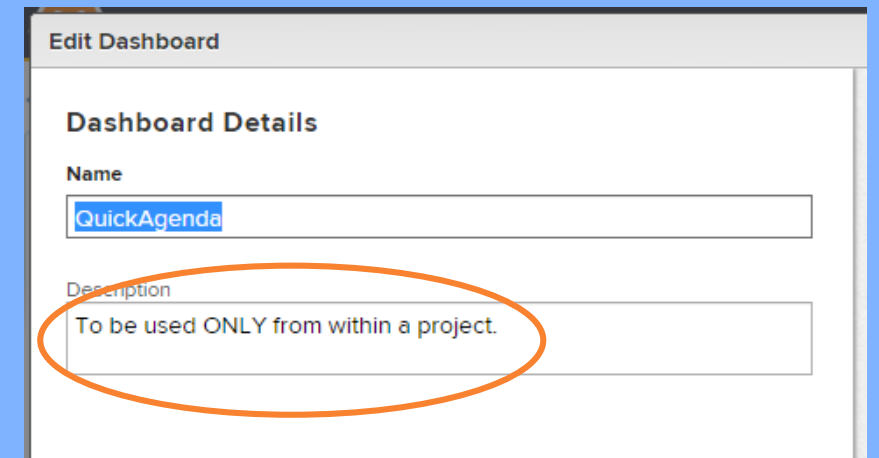 Edit Dashboard
Dashboard Details
Name
QuickAgenda
Description
To be used ONLY from within a project.